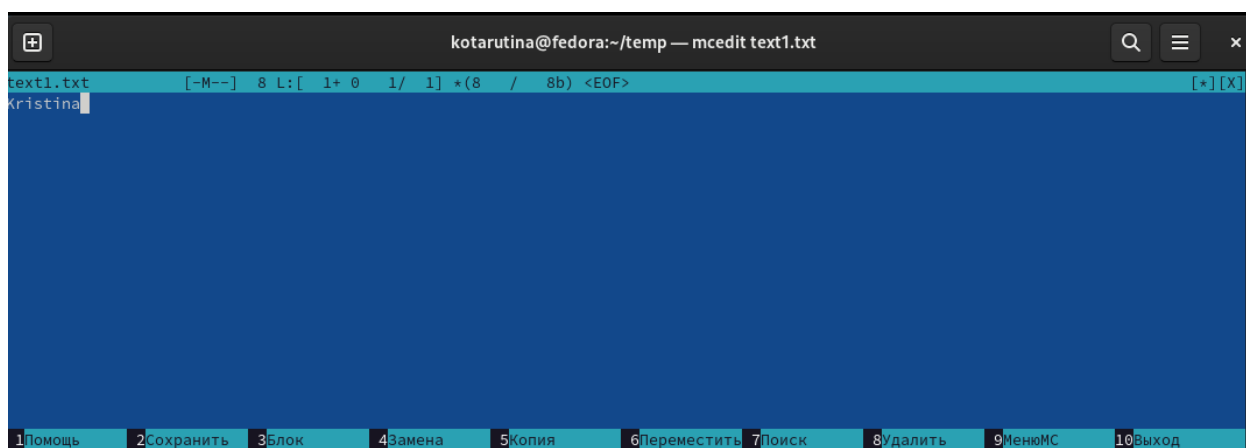 kotarutina@fedora:~/temp — mcedit text1.txt
text1.txt [-M--] 8 L:[ 1+ 0 1/ 1] *(8 / 8b) <EOF> [*][X]
Kristina
1Помощь 2Сохранить 3Блок 4Замена 5Копия 6Переместить 7Поиск 8Удалить 9МенюMC 10Выход